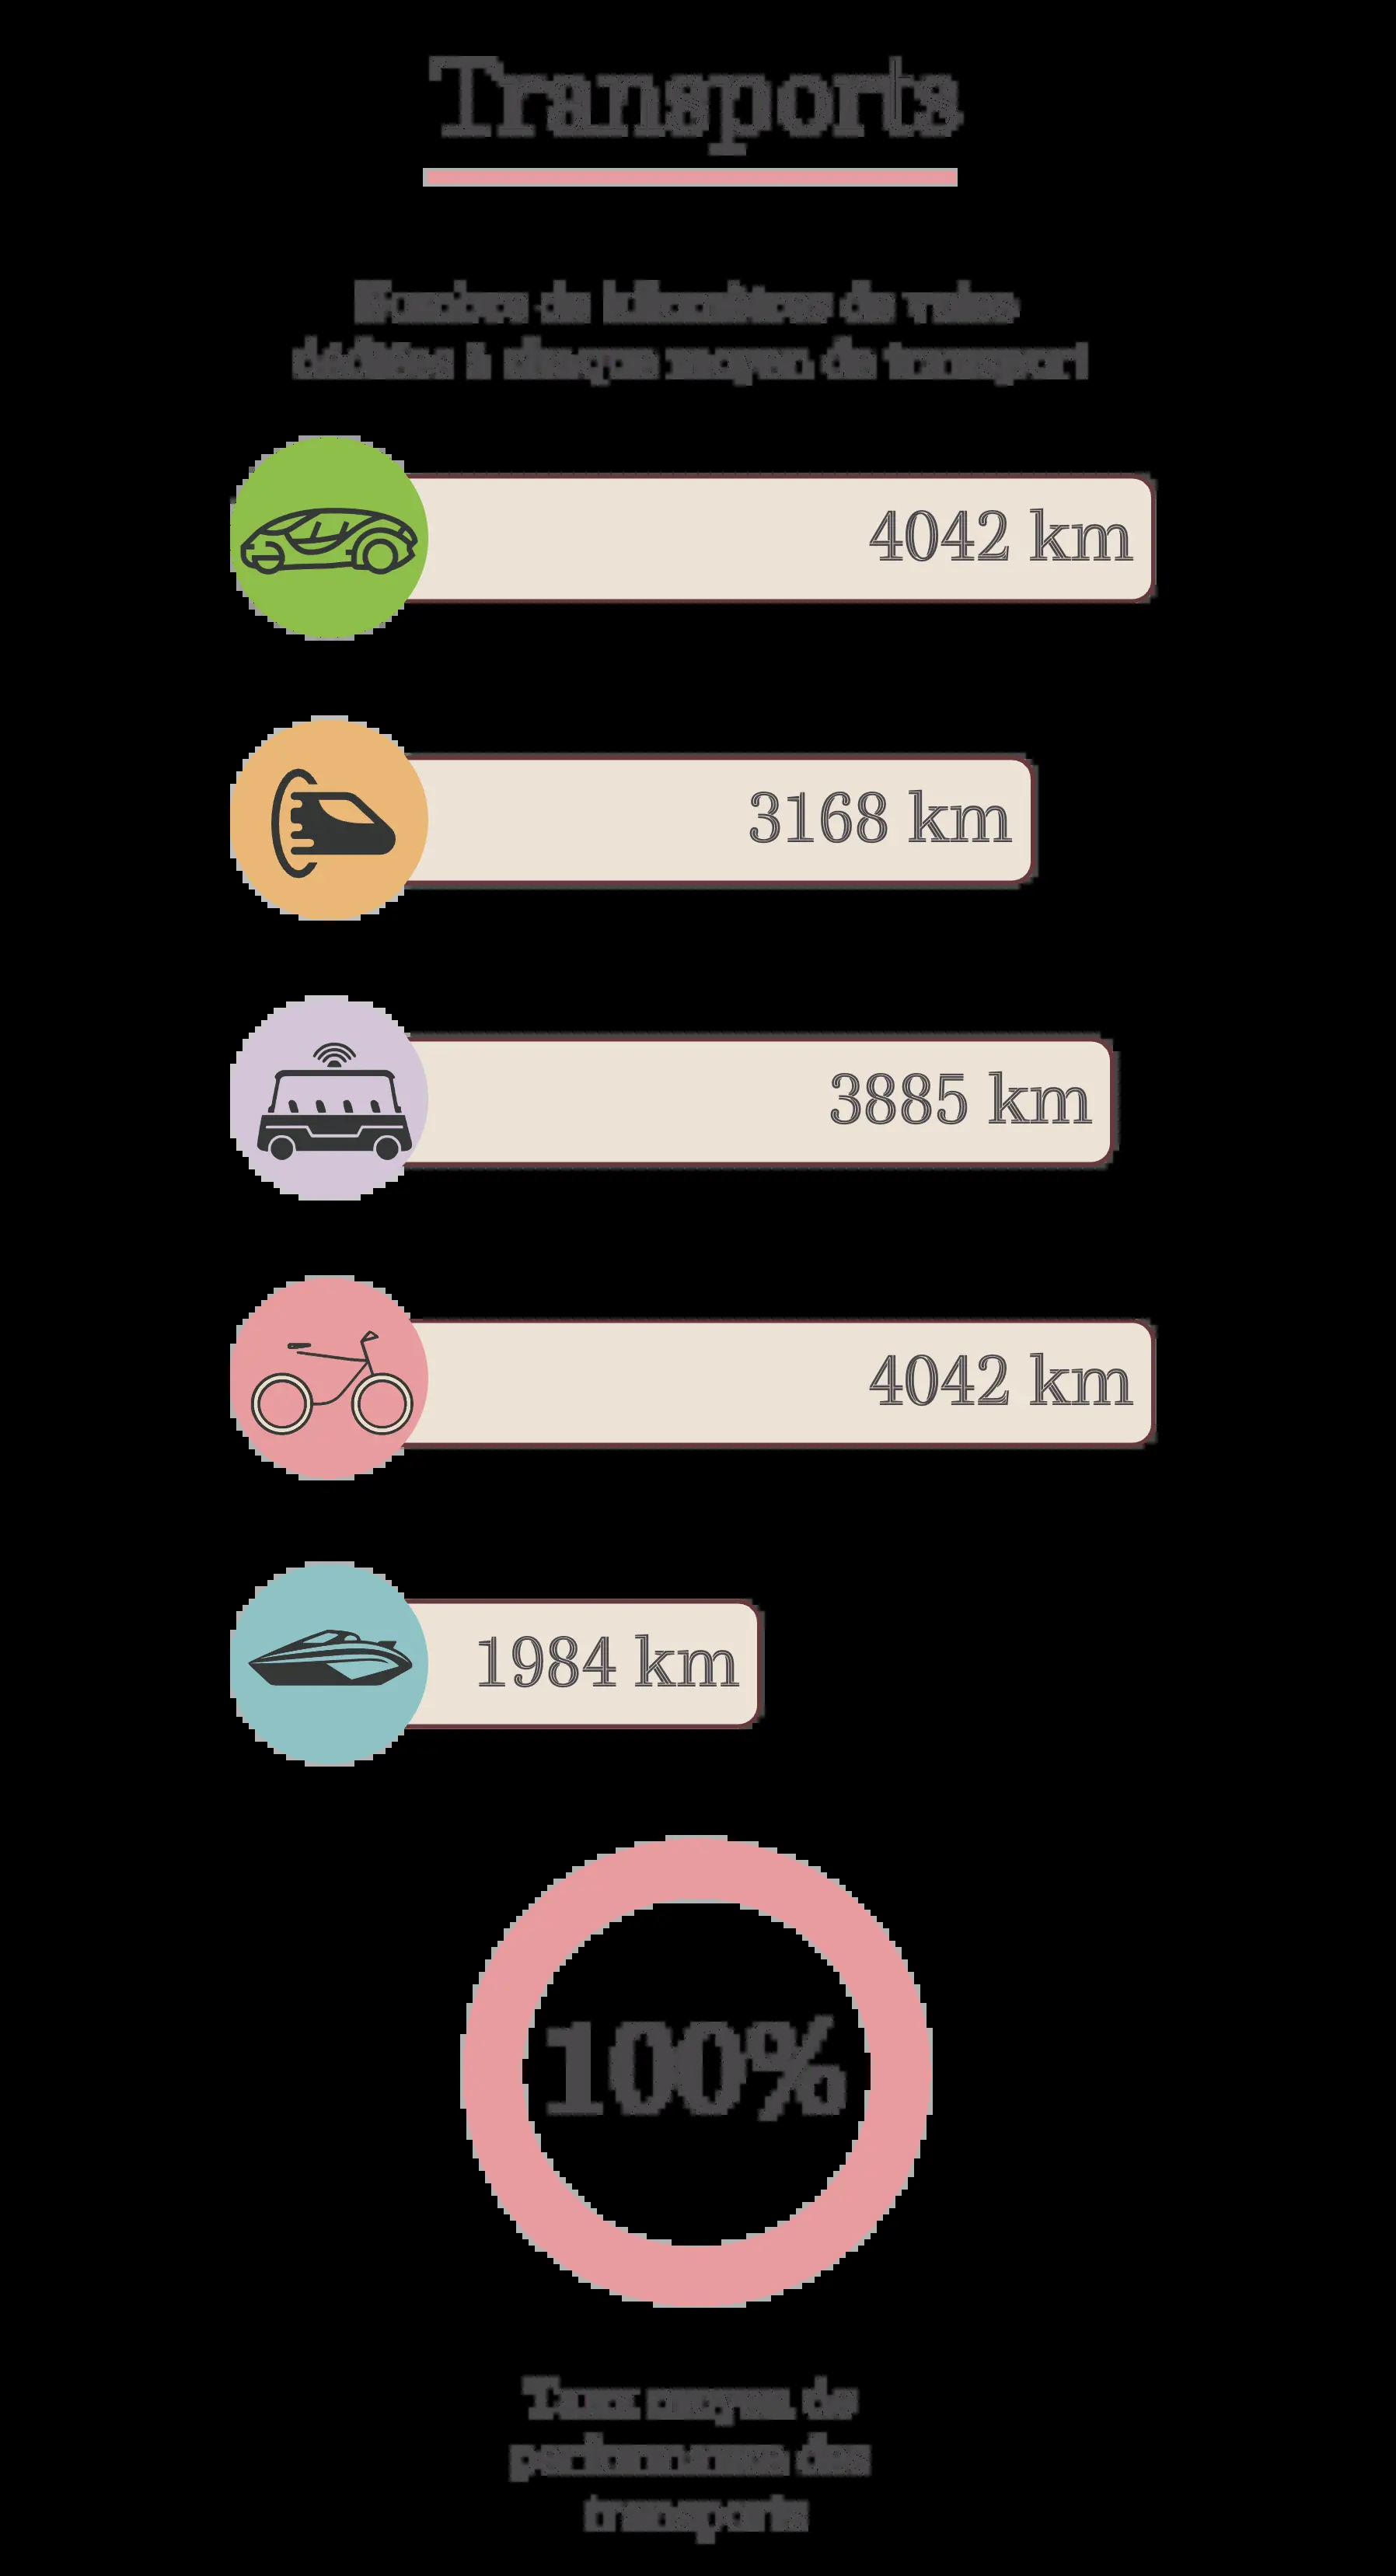 Transports
Nombre de kilomètres de voies
dédiées à chaque moyen de transport
4042 km
3168 km
3885 km
4042 km
1984 km
100%
Taux moyen de
performance des
transports